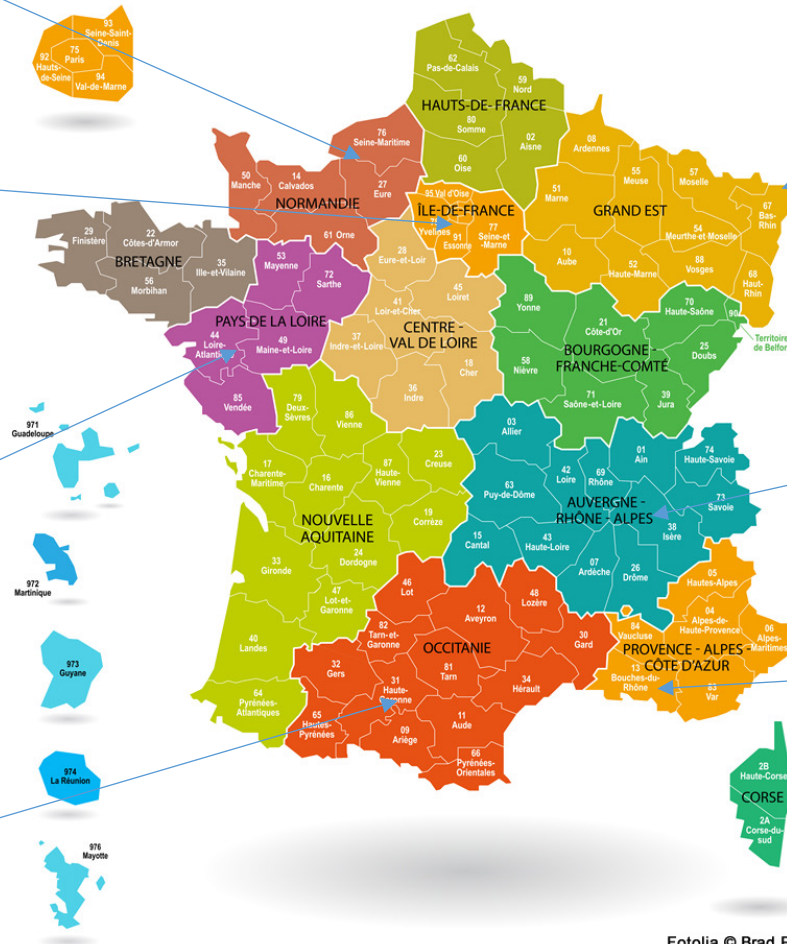 93
Seine-Saint-
Denis
75
Paris
92
Hauts-
de-Seine
94
Val-de-Marne
62
Pas-de-Calais
59
Nord
HAUTS-DE-FRANCE
80
Somme
02
Aisne
60
Oise
76
Seine-Maritime
50
Manche
14
Calvados
27
Eure
NORMANDIE
61 Orne
95 Val d'Oise
ÎLE-DE-FRANCE
Yvelines
91
Essonne
77
Seine-et
-Marne
08
Ardennes
51
Marne
55
Meuse
57
Moselle
67
Bas-
Rhin
GRAND EST
54
Meurthe-et-Moselle
10
Aube
52
Haute-Marne
88
Vosges
68
Haut-
Rhin
29
Finistère
22
Côtes-d'Armor
35
Ille-et-Vilaine
BRETAGNE
56
Morbihan
53
Mayenne
72
Sarthe
PAYS DE LA LOIRE
44
Loire-
Atlanti
49
Maine-et-Loire
85
Vendée
28
Eure-et-Loir
45
Loiret
41
Loir-et-Cher
CENTRE -
VAL DE LOIRE
37
Indre-et-Loire
18
Cher
36
Indre
89
Yonne
21
Côte-d'Or
70
Haute-Saône
90
Territoire
de Belfor
BOURGOGNE -
FRANCHE-COMTÉ
58
Nièvre
25
Doubs
71
Saône-et-Loire
39
Jura
79
Deux-
Sèvres
86
Vienne
17
Charente-
Maritime
16
Charente
87
Haute-
Vienne
23
Creuse
19
Corrèze
NOUVELLE
AQUITAINE
24
Dordogne
33
Gironde
47
Lot-et-
Garonne
40
Landes
64
Pyrénées-
Atlantiques
03
Allier
63
Puy-de-Dôme
42
Loire
69
Rhône
01
Ain
74
Haute-Savoie
73
Savoie
AUVERGNE -
RHÔNE - ALPES
38
Isère
15
Cantal
43
Haute-Loire
07
Ardèche
26
Drôme
46
Lot
12
Aveyron
48
Lozère
30
Gard
82
Tarn-et-
Garonne
OCCITANIE
32
Gers
81
Tarn
31
Haute-
Garonne
34
Hérault
65
Hautes-
Pyrénées
09
Ariège
11
Aude
66
Pyrénées-
Orientales
05
Hautes-Alpes
04
Alpes-de-
Haute-Provence
06
Alpes-
Maritimes
84
Vaucluse
PROVENCE - ALPES -
CÔTE D'AZUR
13
Bouches-du-
Rhône
83
Var
2B
Haute-Corse
CORSE
2A
Corse-du-
sud
971
Guadeloupe
972
Martinique
973
Guyane
974
La Réunion
976
Mayotte
Fotolia © Brad P